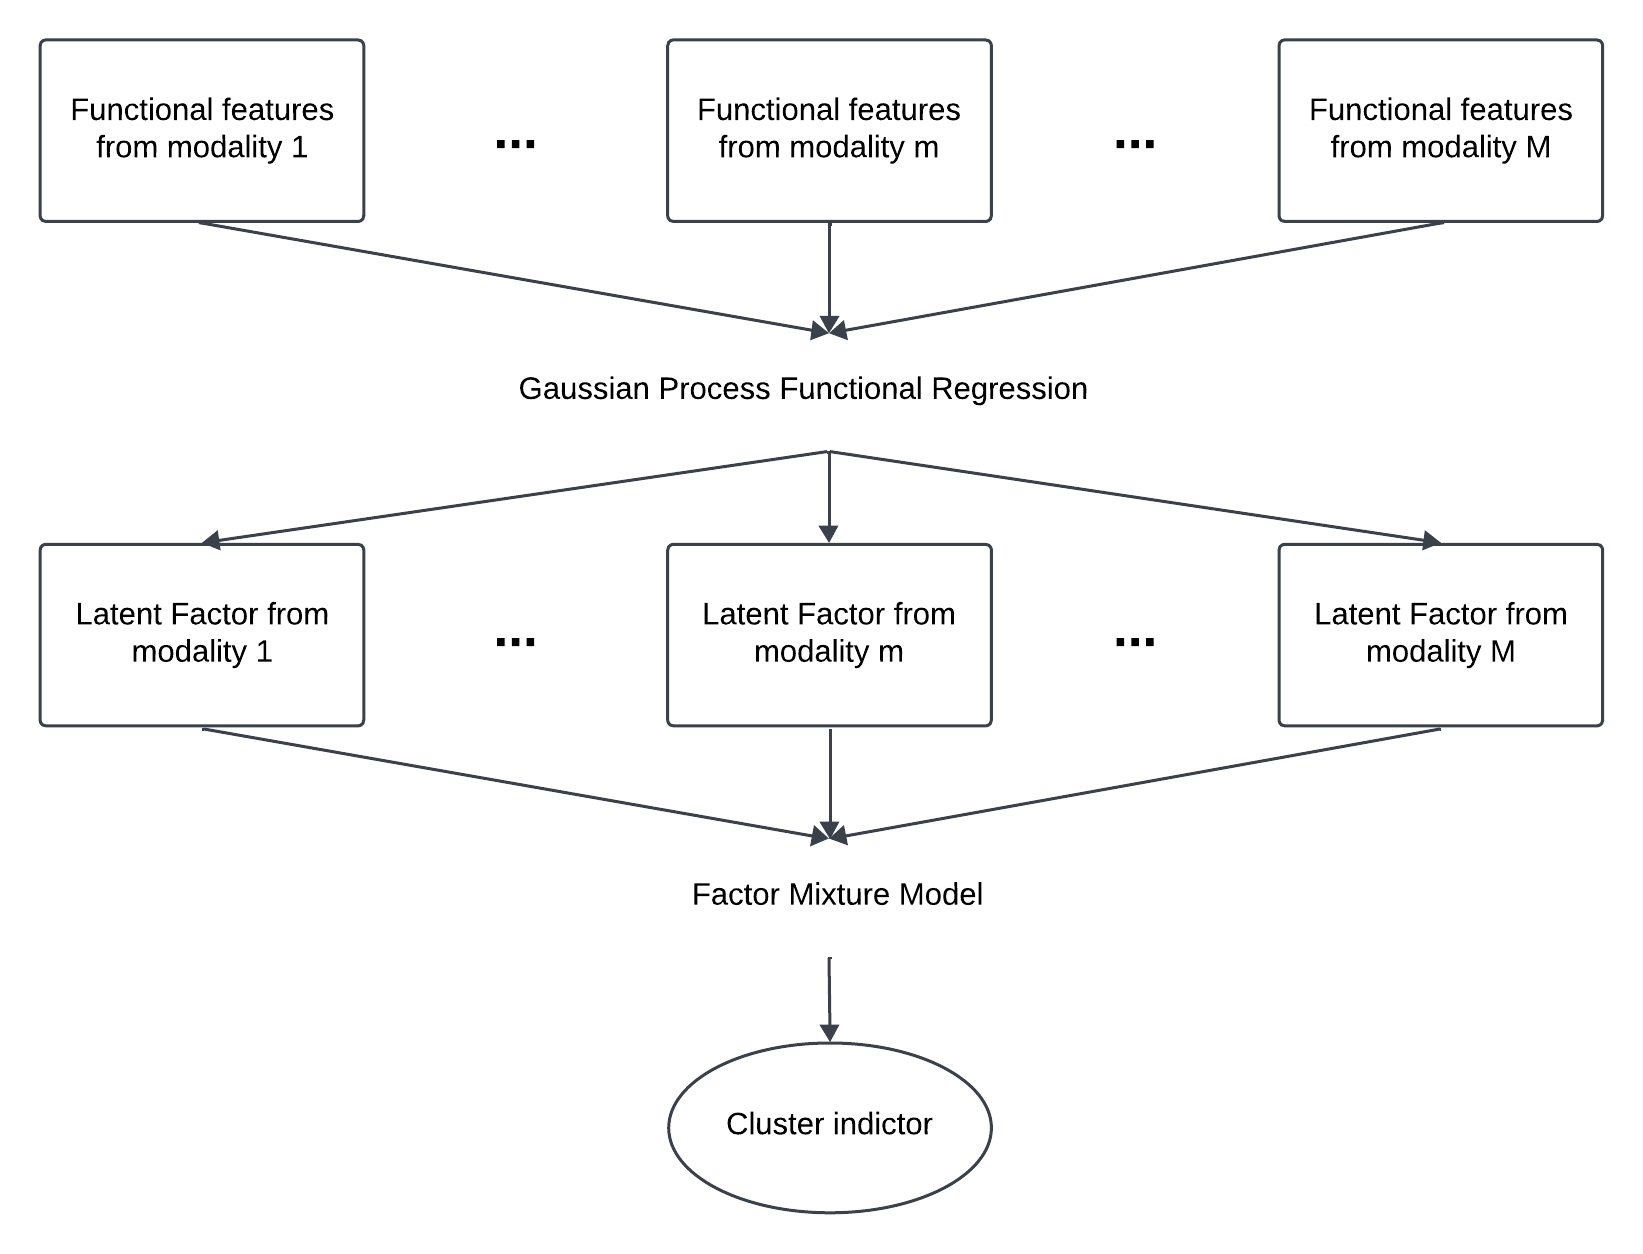 Functional features
from modality 1
...
Functional features
from modality m
...
Functional features
from modality M
Gaussian Process Functional Regression
Latent Factor from
modality 1
...
Latent Factor from
modality m
...
Latent Factor from
modality M
Factor Mixture Model
Cluster indictor